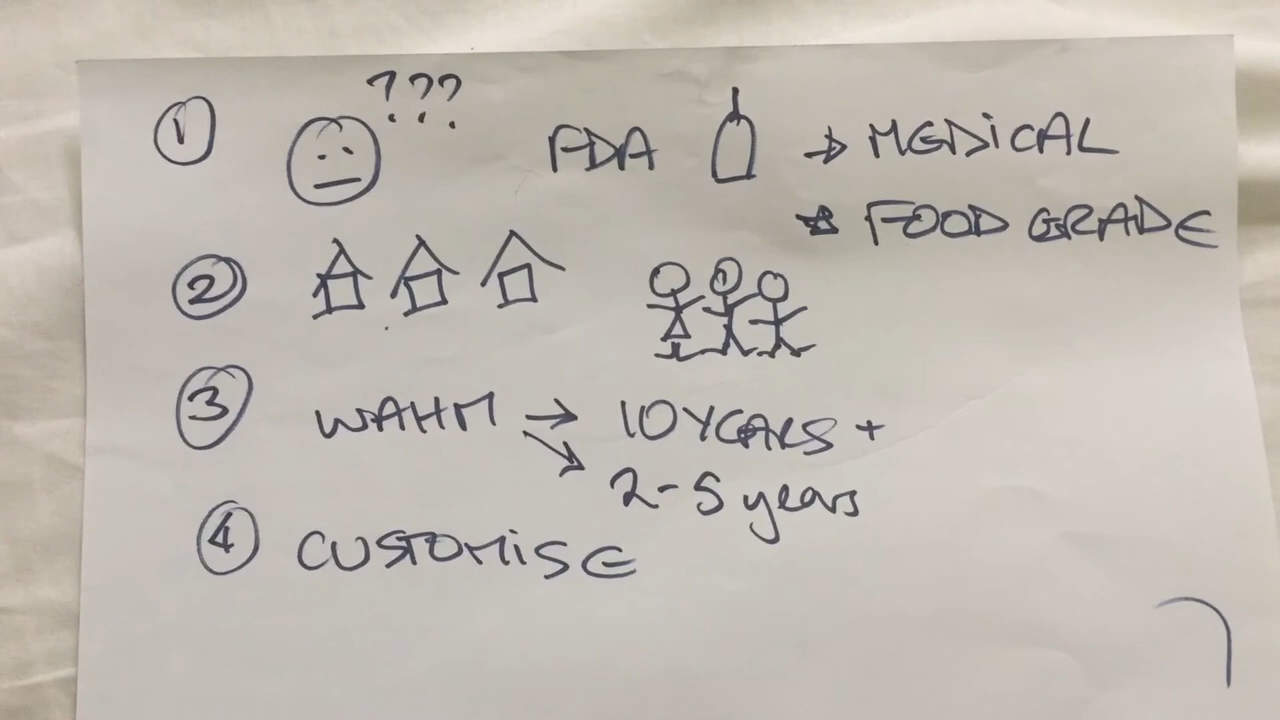 1 ??? FDA → MEDICAL
FOOD GRADE
2
3 WAHM → 10 YEARS +
2-5 years
4 CUSTOMISE